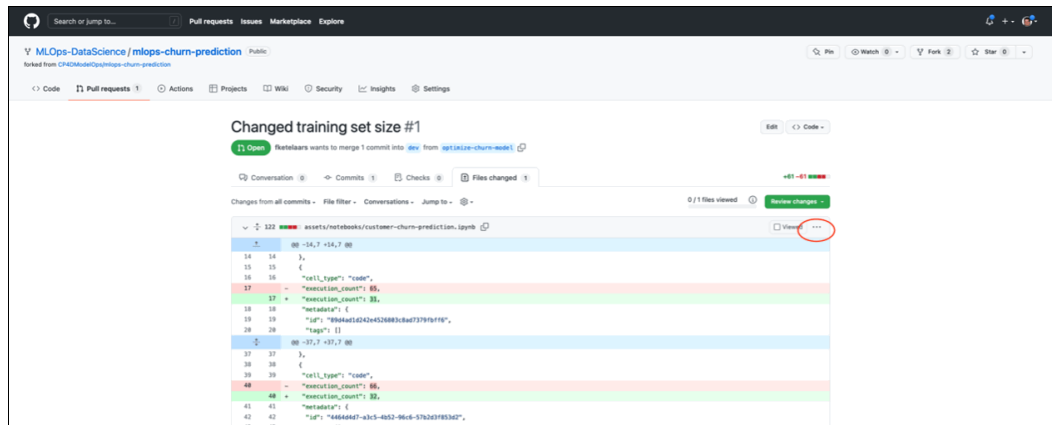 Search or jump to... / Pull requests Issues Marketplace Explore
MLOps-DataScience / mlops-churn-prediction Public Pin Watch 0 Fork 2 Star 0
forked from CP4DModelOps/mlops-churn-prediction
Code Pull requests 1 Actions Projects Wiki Security Insights Settings
Changed training set size #1 Edit Code
Open fketelaars wants to merge 1 commit into dev from optimize-churn-model
Conversation 0 Commits 1 Checks 0 Files changed 1 +61 −61
Changes from all commits File filter Conversations Jump to 0 / 1 files viewed Review changes
122 assets/notebooks/customer-churn-prediction.ipynb Viewed ...
@@ -14,7 +14,7 @@
14 14 },
15 15 {
16 16 "cell_type": "code",
17 - "execution_count": 65,
17 + "execution_count": 31,
18 18 "metadata": {
19 19 "id": "89d4ad1d242e4526083c8ad7379fbff6",
20 20 "tags": []
@@ -37,7 +37,7 @@
37 37 },
38 38 {
39 39 "cell_type": "code",
40 - "execution_count": 66,
40 + "execution_count": 32,
41 41 "metadata": {
42 42 "id": "4464d4d7-a3c5-4b52-96c6-57b2d3f853d2",